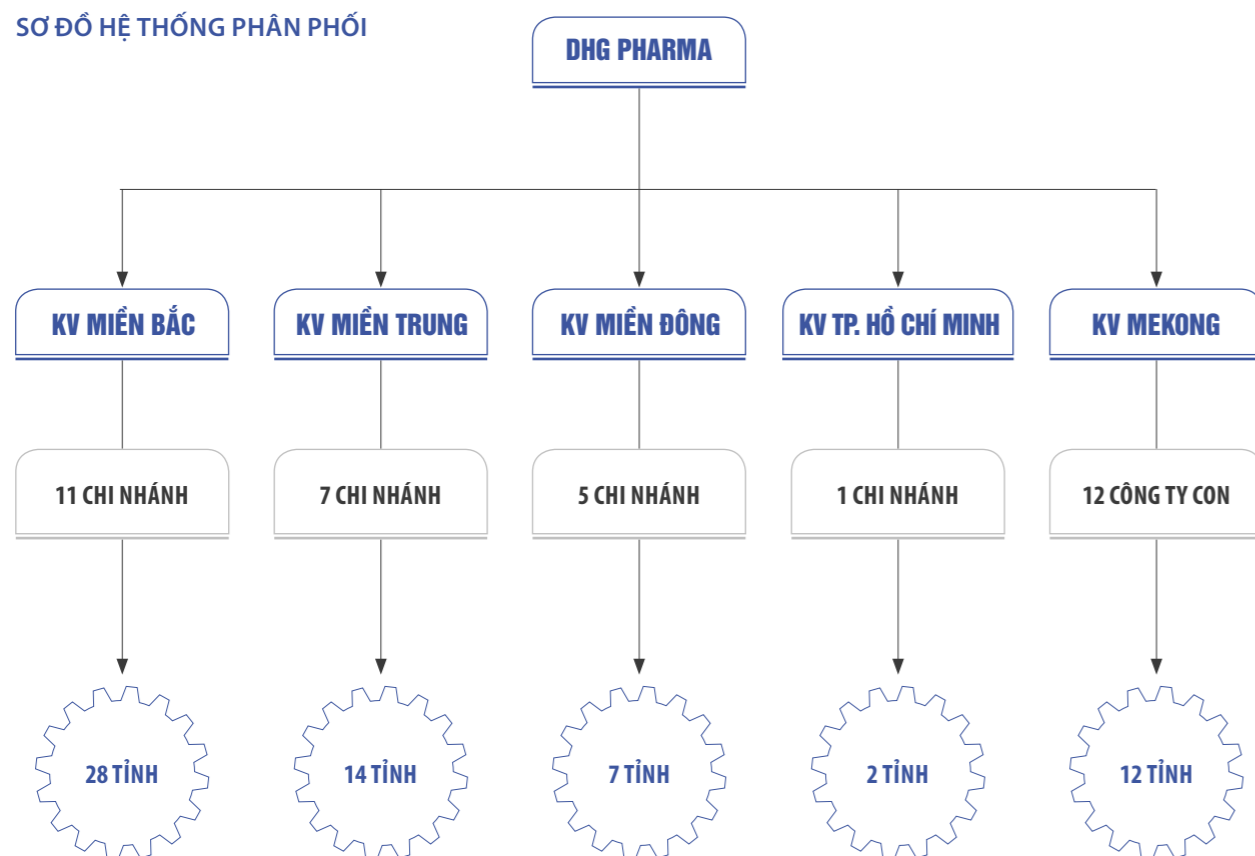 SƠ ĐỒ HỆ THỐNG PHÂN PHỐI
DHG PHARMA
KV MIỀN BẮC
KV MIỀN TRUNG
KV MIỀN ĐÔNG
KV TP. HỒ CHÍ MINH
KV MEKONG
11 CHI NHÁNH
7 CHI NHÁNH
5 CHI NHÁNH
1 CHI NHÁNH
12 CÔNG TY CON
28 TỈNH
14 TỈNH
7 TỈNH
2 TỈNH
12 TỈNH